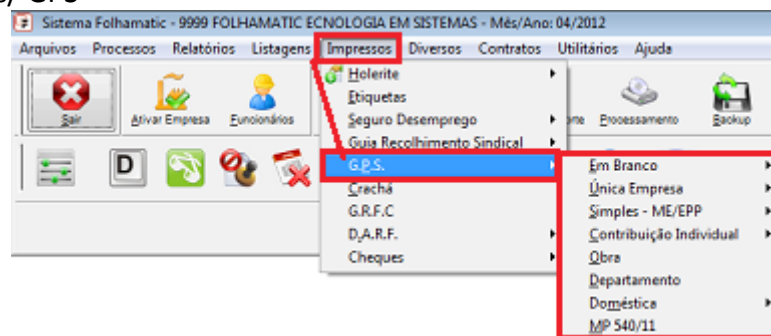 Sistema Folhamatic - 9999 FOLHAMATIC ECNOLOGIA EM SISTEMAS - Mês/Ano: 04/2012
Arquivos Processos Relatórios Listagens Impressos Diversos Contratos Utilitários Ajuda
Sair Ativar Empresa Funcionários Processamento Backup
D
Holerite
Etiquetas
Seguro Desemprego
Guia Recolhimento Sindical
G.P.S.
Crachá
G.R.F.C
D.A.R.F.
Cheques
Em Branco
Única Empresa
Simples - ME/EPP
Contribuição Individual
Obra
Departamento
Doméstica
MP 540/11